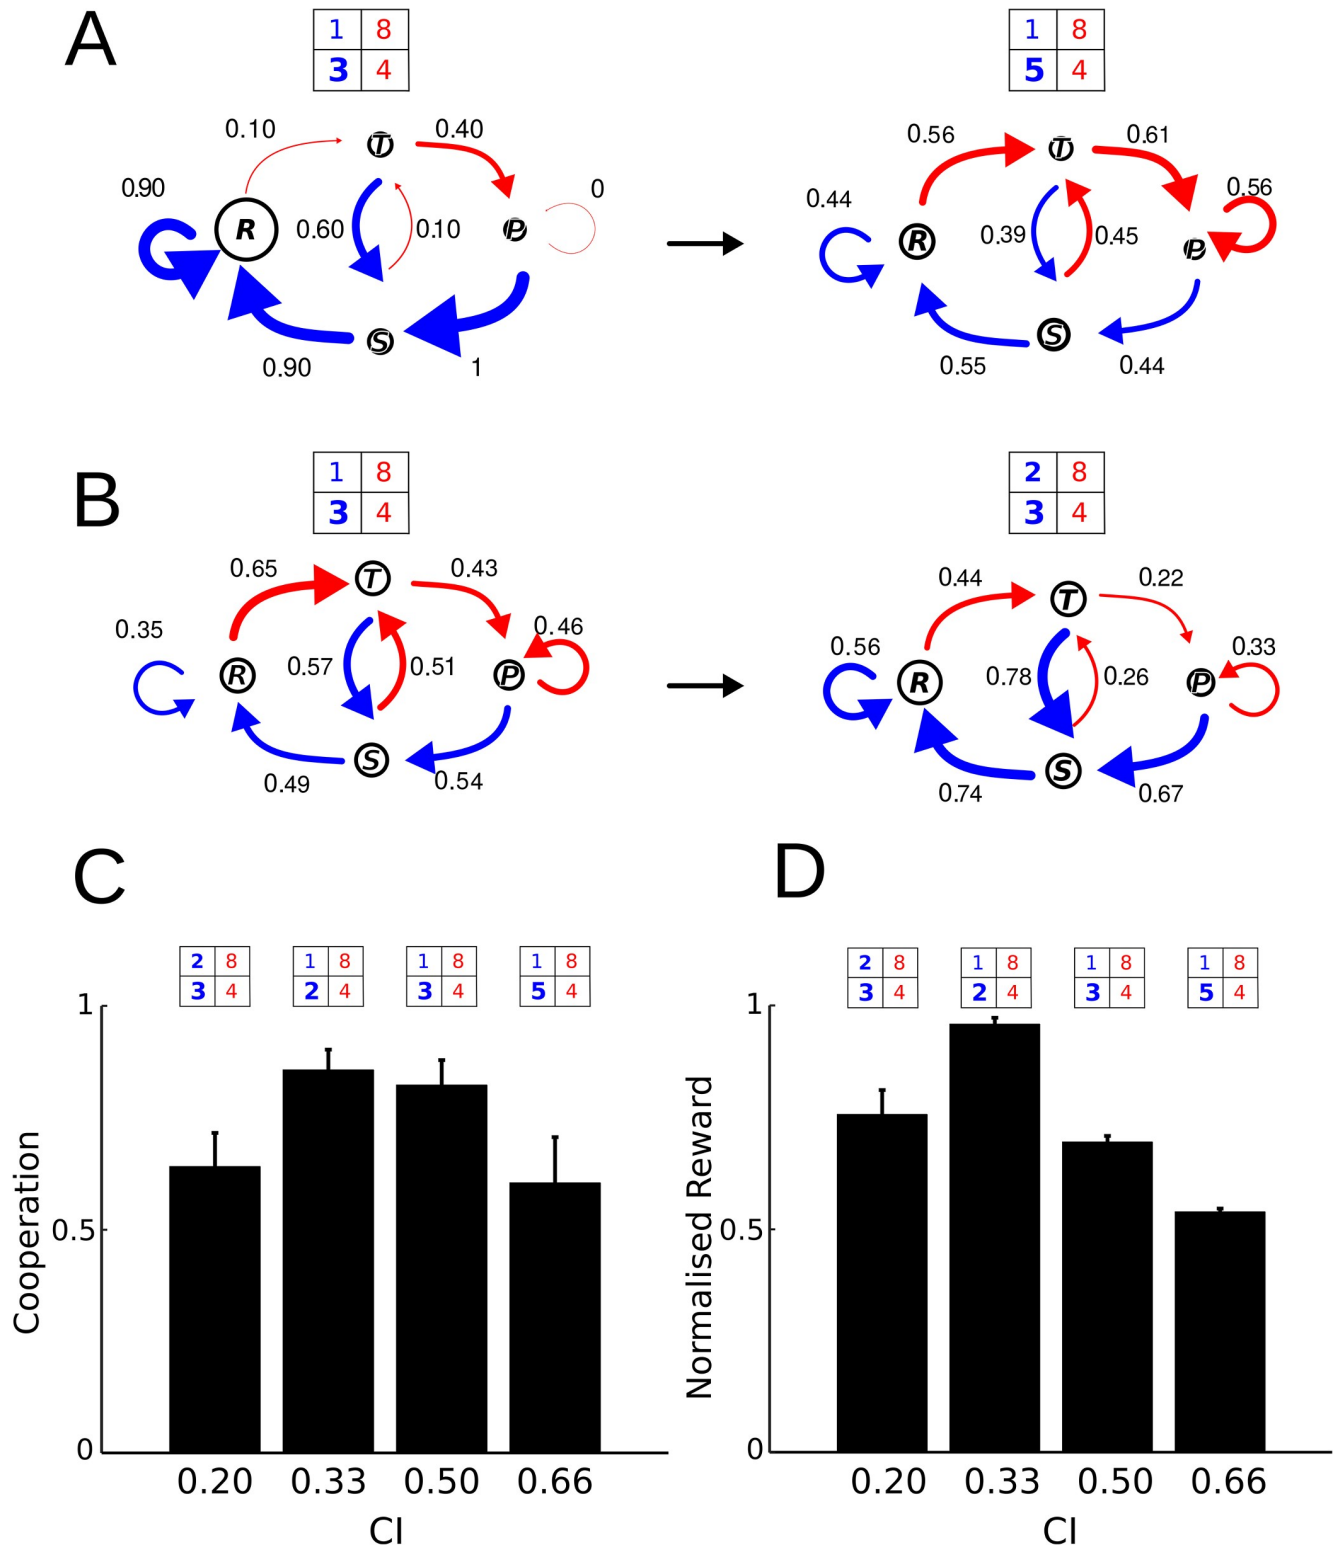 A
1 8
3 4
1 8
5 4
0.10
T
0.40
0.90
R
0.60
0.10
P
0
S
0.90
1
0.56
T
0.61
0.44
R
0.39
0.45
P
0.56
S
0.55
0.44
B
1 8
3 4
2 8
3 4
0.65
T
0.43
0.35
R
0.57
0.51
P
0.46
S
0.49
0.54
0.44
T
0.22
0.56
R
0.78
0.26
P
0.33
S
0.74
0.67
C
2 8
3 4
1 8
2 4
1 8
3 4
1 8
5 4
Cooperation
1
0.5
0
0.20 0.33 0.50 0.66
CI
D
2 8
3 4
1 8
2 4
1 8
3 4
1 8
5 4
Normalised Reward
1
0.5
0
0.20 0.33 0.50 0.66
CI